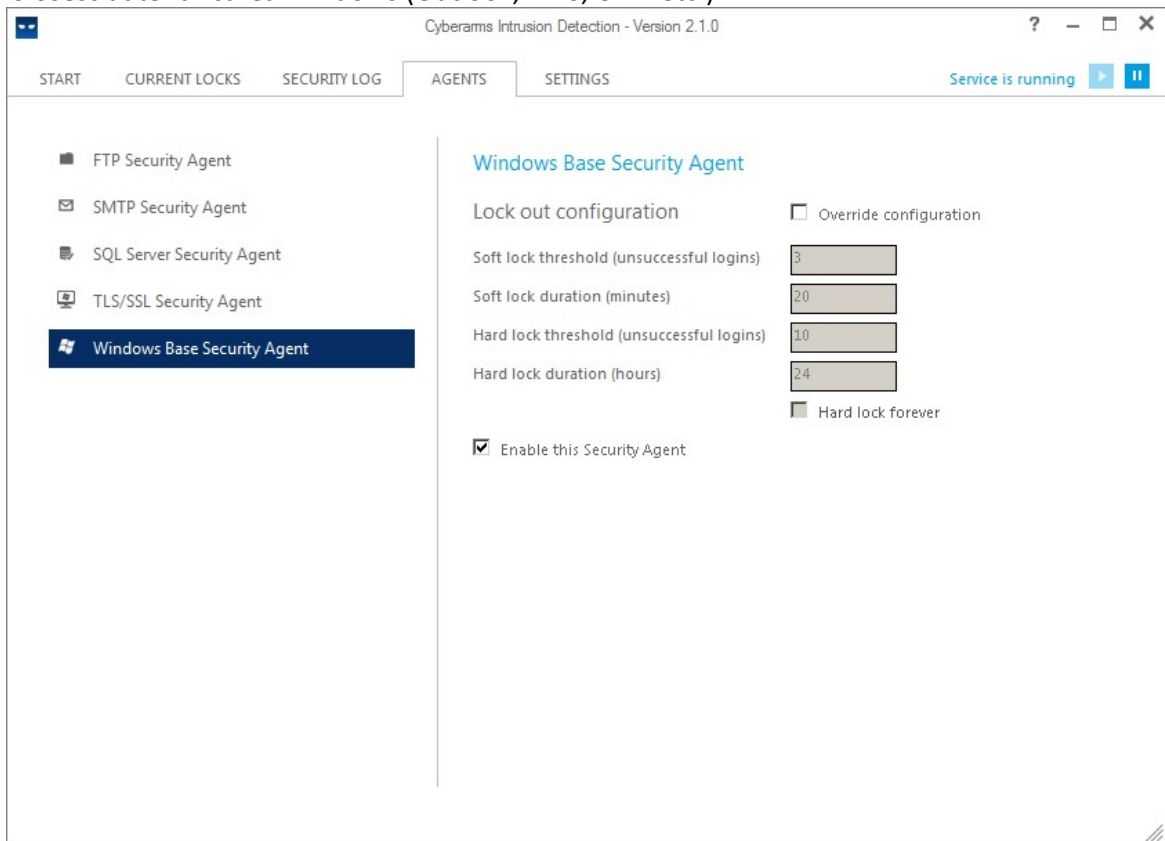 Cyberarms Intrusion Detection - Version 2.1.0
START CURRENT LOCKS SECURITY LOG AGENTS SETTINGS Service is running
FTP Security Agent
SMTP Security Agent
SQL Server Security Agent
TLS/SSL Security Agent
Windows Base Security Agent
Windows Base Security Agent
Lock out configuration Override configuration
Soft lock threshold (unsuccessful logins) 3
Soft lock duration (minutes) 20
Hard lock threshold (unsuccessful logins) 10
Hard lock duration (hours) 24
Hard lock forever
Enable this Security Agent